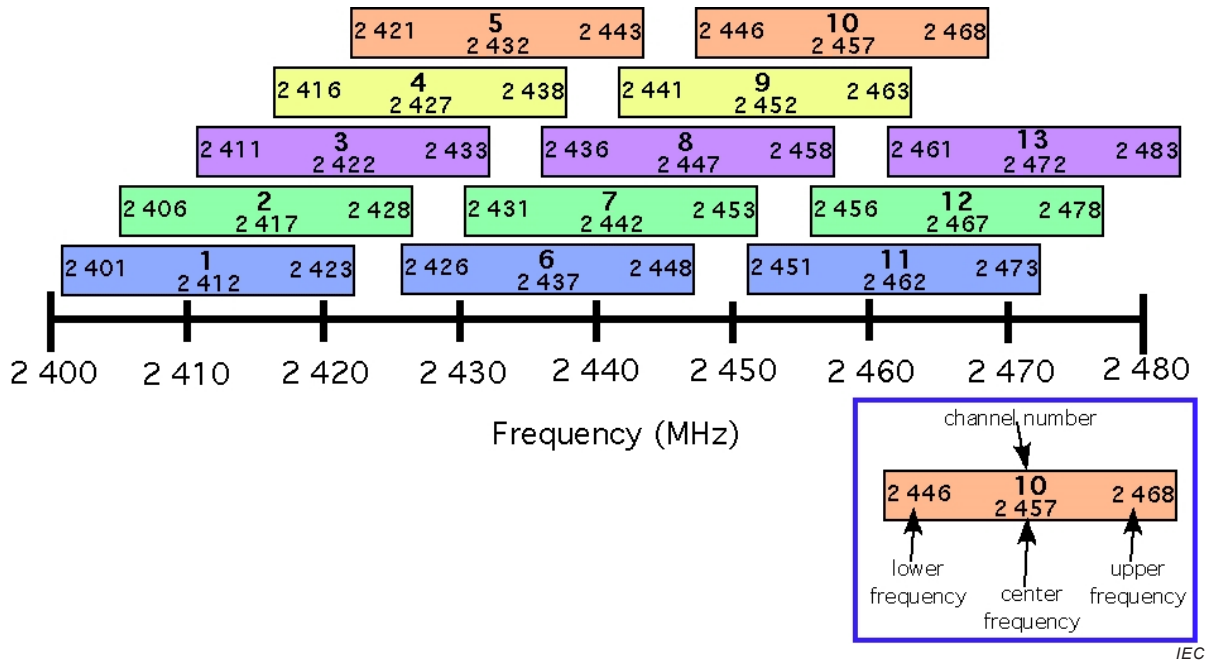 5
2 421 2 432 2 443
10
2 446 2 457 2 468
4
2 416 2 427 2 438
9
2 441 2 452 2 463
3
2 411 2 422 2 433
8
2 436 2 447 2 458
13
2 461 2 472 2 483
2
2 406 2 417 2 428
7
2 431 2 442 2 453
12
2 456 2 467 2 478
1
2 401 2 412 2 423
6
2 426 2 437 2 448
11
2 451 2 462 2 473
2 400 2 410 2 420 2 430 2 440 2 450 2 460 2 470 2 480
Frequency (MHz)
channel number
10
2 446 2 457 2 468
lower
frequency
center
frequency
upper
frequency
IEC